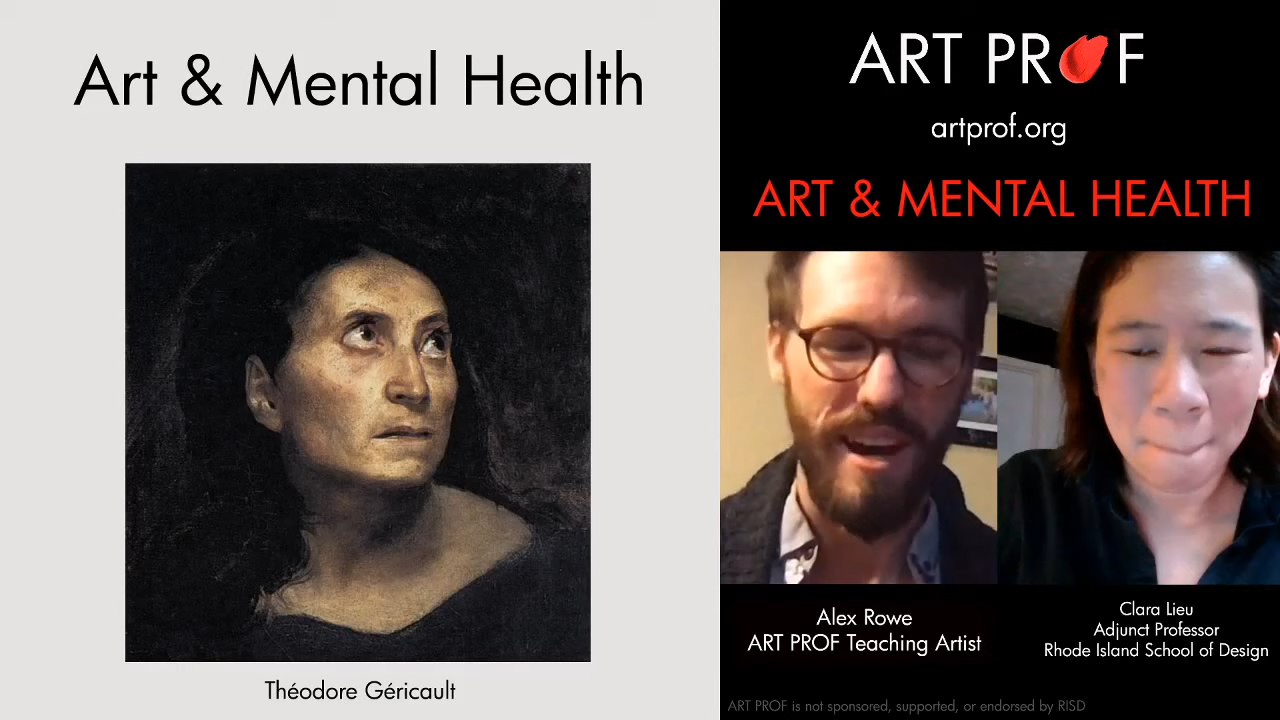 Art & Mental Health
Théodore Géricault
ART PROF
artprof.org
ART & MENTAL HEALTH
Alex Rowe
ART PROF Teaching Artist
Clara Lieu
Adjunct Professor
Rhode Island School of Design
ART PROF is not sponsored, supported, or endorsed by RISD